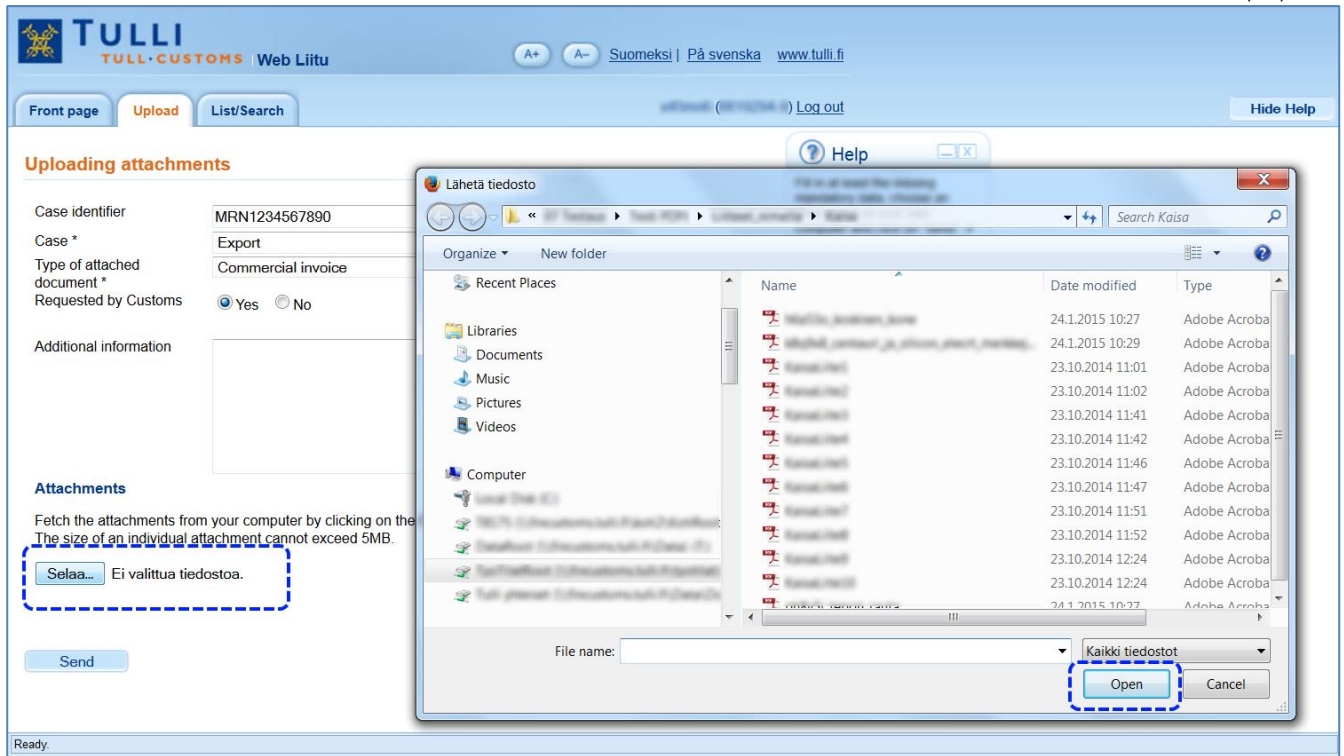 TULLI
TULL·CUSTOMS | Web Liitu
A+ A- Suomeksi | På svenska www.tulli.fi
Front page Upload List/Search
( ) Log out
Hide Help
Uploading attachments
Help
Case identifier MRN1234567890
Case * Export
Type of attached document * Commercial invoice
Requested by Customs Yes No
Additional information
Attachments
Fetch the attachments from your computer by clicking on the
The size of an individual attachment cannot exceed 5MB.
Selaa... Ei valittua tiedostoa.
Send
Ready.
Lähetä tiedosto
« Search Kaisa
Organize New folder
Recent Places
Libraries
Documents
Music
Pictures
Videos
Computer
Name Date modified Type
24.1.2015 10:27 Adobe Acroba
24.1.2015 10:29 Adobe Acroba
23.10.2014 11:01 Adobe Acroba
23.10.2014 11:02 Adobe Acroba
23.10.2014 11:41 Adobe Acroba
23.10.2014 11:42 Adobe Acroba
23.10.2014 11:46 Adobe Acroba
23.10.2014 11:47 Adobe Acroba
23.10.2014 11:51 Adobe Acroba
23.10.2014 11:52 Adobe Acroba
23.10.2014 12:24 Adobe Acroba
23.10.2014 12:24 Adobe Acroba
24.1.2015 10:27 Adobe Acroba
File name: Kaikki tiedostot
Open Cancel